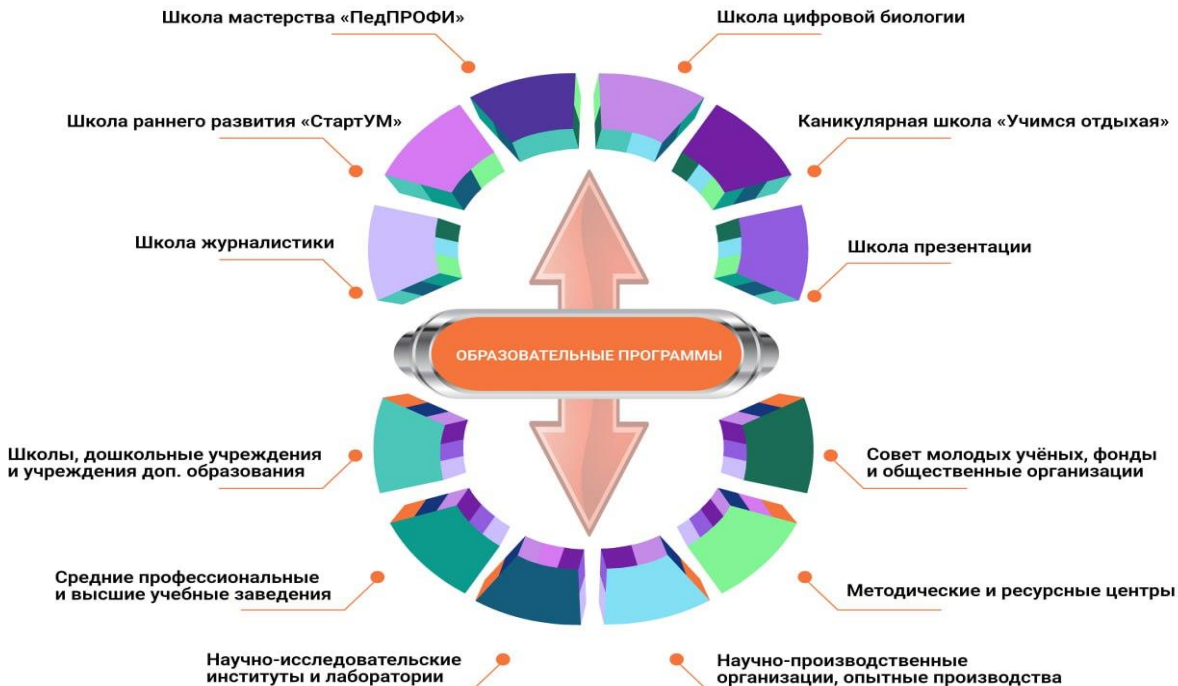 Школа мастерства «ПедПРОФИ»
Школа цифровой биологии
Школа раннего развития «СтартУМ»
Каникулярная школа «Учимся отдыхая»
Школа журналистики
Школа презентации
ОБРАЗОВАТЕЛЬНЫЕ ПРОГРАММЫ
Школы, дошкольные учреждения
и учреждения доп. образования
Совет молодых учёных, фонды
и общественные организации
Средние профессиональные
и высшие учебные заведения
Методические и ресурсные центры
Научно-исследовательские
институты и лаборатории
Научно-производственные
организации, опытные производства